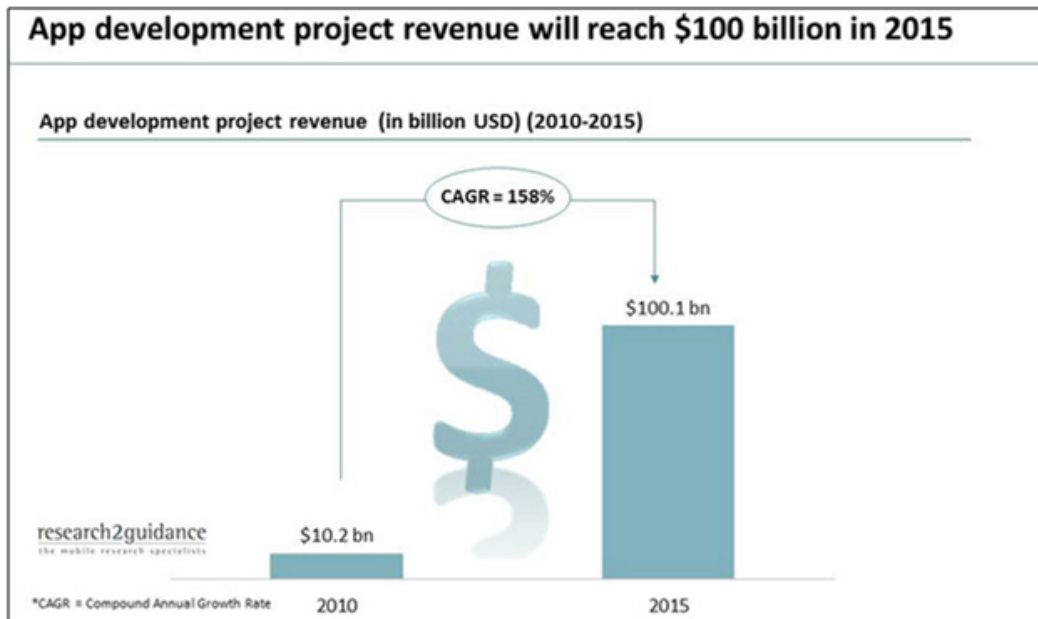 App development project revenue will reach $100 billion in 2015
App development project revenue (in billion USD) (2010-2015)
CAGR = 158%
$100.1 bn
$10.2 bn
research2guidance
the mobile research specialists
2010
2015
*CAGR = Compound Annual Growth Rate